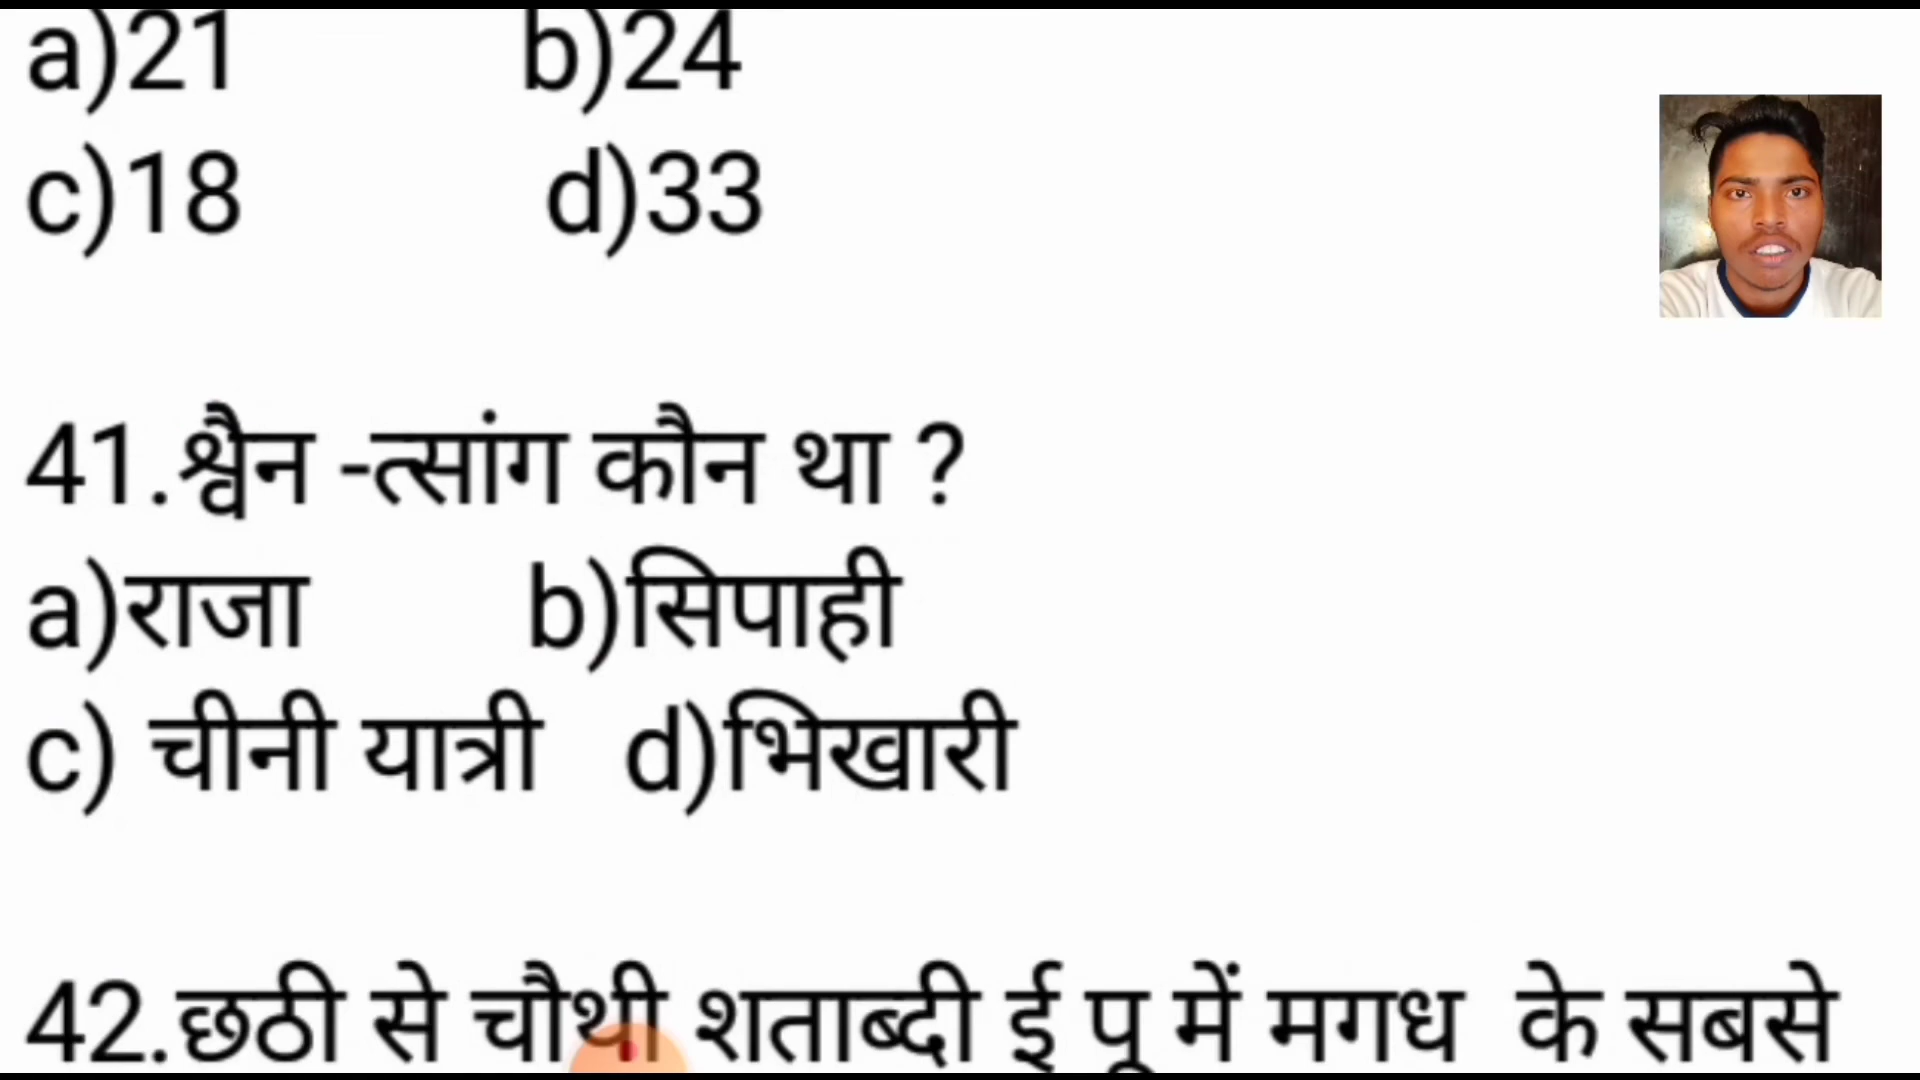 a)21 b)24
c)18 d)33
41.श्वैन -त्सांग कौन था ?
a)राजा b)सिपाही
c) चीनी यात्री d)भिखारी
42.छठी से चौथी शताब्दी ई पू में मगध के सबसे